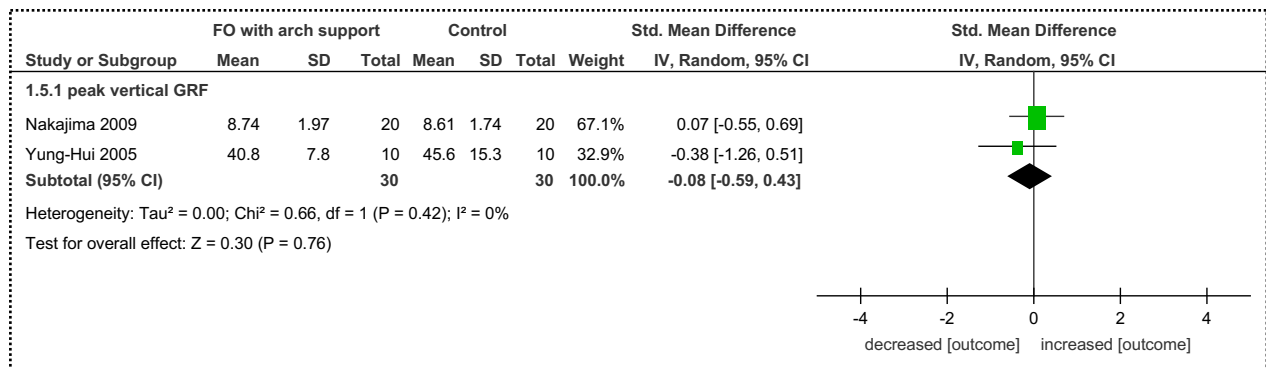 FO with arch support Control Std. Mean Difference Std. Mean Difference
Study or Subgroup Mean SD Total Mean SD Total Weight IV, Random, 95% CI IV, Random, 95% CI
1.5.1 peak vertical GRF
Nakajima 2009 8.74 1.97 20 8.61 1.74 20 67.1% 0.07 [-0.55, 0.69]
Yung-Hui 2005 40.8 7.8 10 45.6 15.3 10 32.9% -0.38 [-1.26, 0.51]
Subtotal (95% CI) 30 30 100.0% -0.08 [-0.59, 0.43]
Heterogeneity: Tau² = 0.00; Chi² = 0.66, df = 1 (P = 0.42); I² = 0%
Test for overall effect: Z = 0.30 (P = 0.76)
-4 -2 0 2 4
decreased [outcome] increased [outcome]